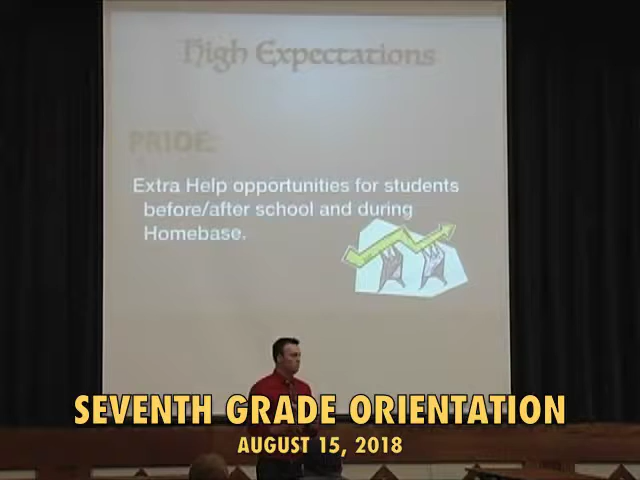 High Expectations
PRIDE:
Extra Help opportunities for students
before/after school and during
Homebase.
SEVENTH GRADE ORIENTATION
AUGUST 15, 2018